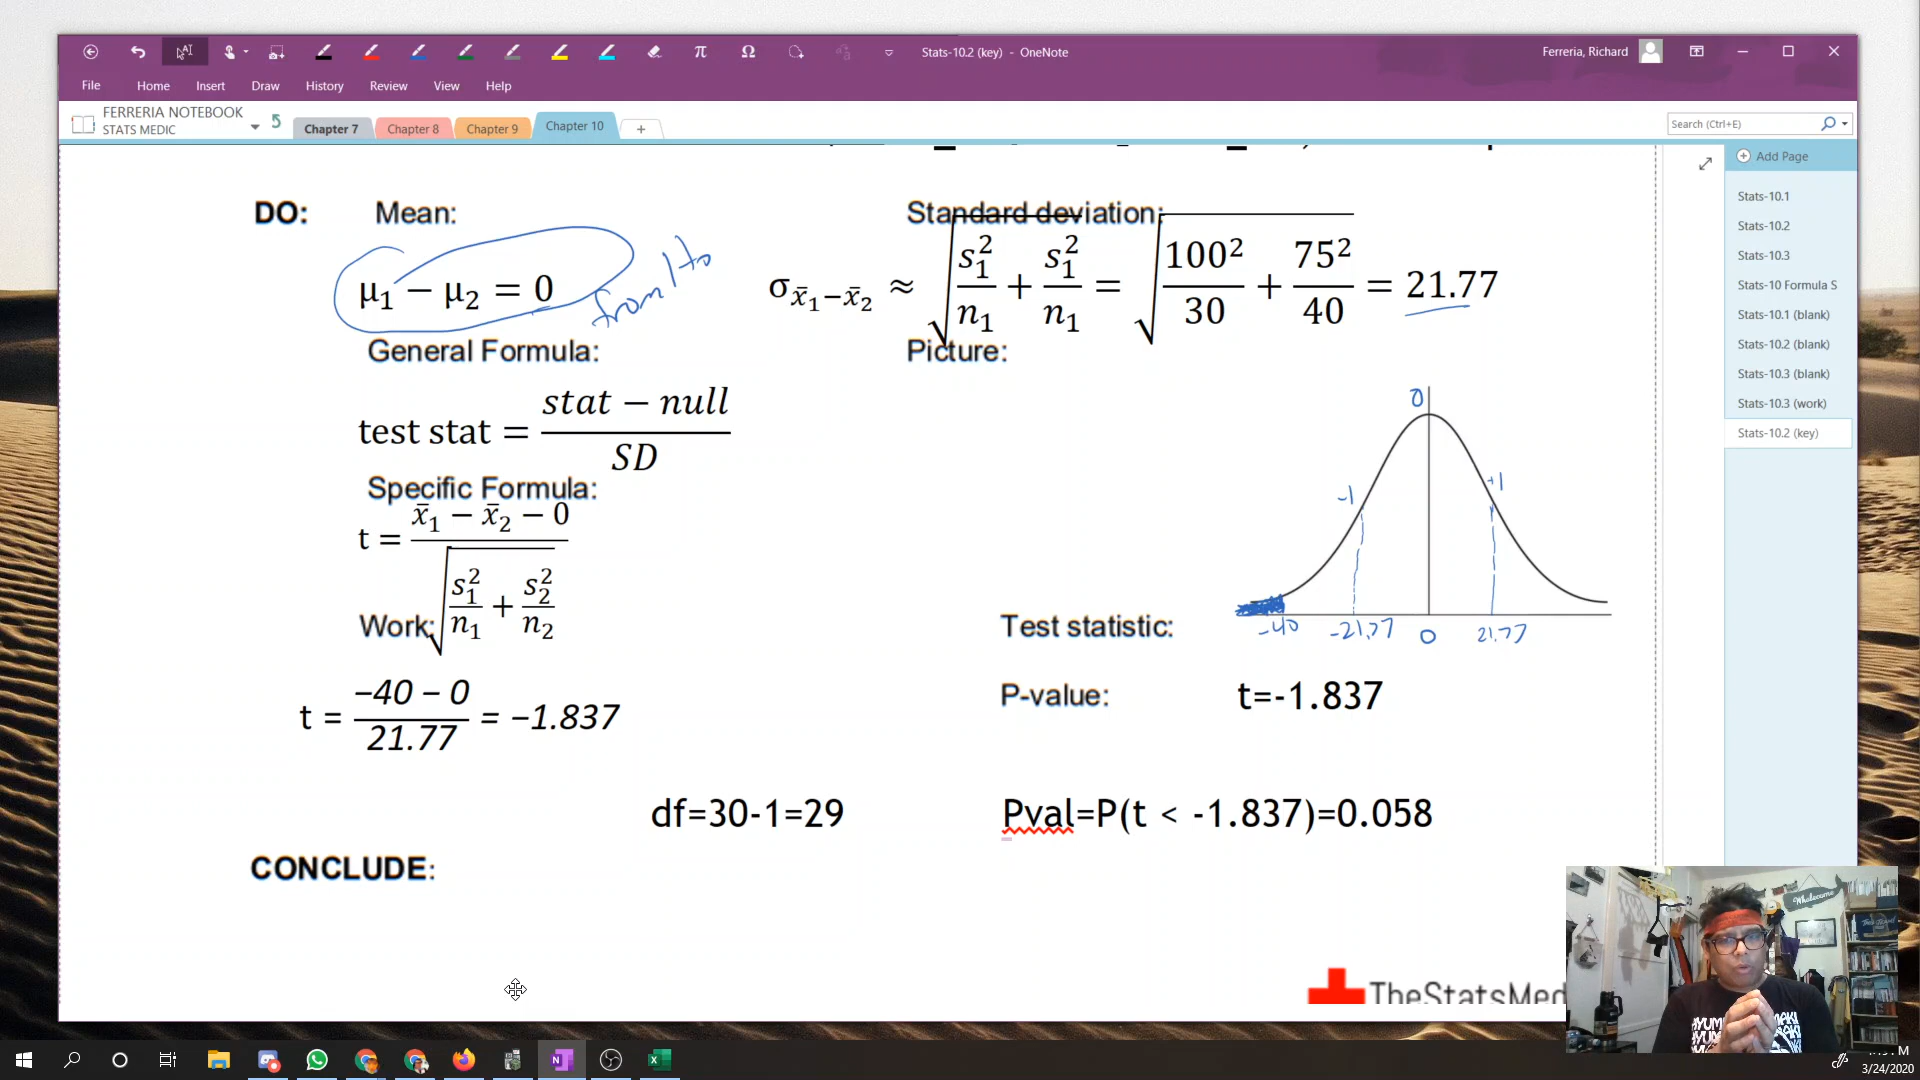 Stats-10.2 (key) - OneNote
Ferreria, Richard
File Home Insert Draw History Review View Help
FERRERIA NOTEBOOK
STATS MEDIC
5
Chapter 7
Chapter 8
Chapter 9
Chapter 10
Search (Ctrl+E)
Add Page
Stats-10.1
Stats-10.2
Stats-10.3
Stats-10 Formula S
Stats-10.1 (blank)
Stats-10.2 (blank)
Stats-10.3 (blank)
Stats-10.3 (work)
Stats-10.2 (key)
DO: Mean:
μ₁ − μ₂ = 0
from 1 to
Standard deviation:
σ_{x̄₁−x̄₂} ≈ √(s₁²/n₁ + s₁²/n₁) = √(100²/30 + 75²/40) = 21.77
General Formula:
test stat = (stat − null)/SD
Picture:
0
-1 +1
-40 -21.77 0 21.77
Specific Formula:
t = (x̄₁ − x̄₂ − 0)/√(s₁²/n₁ + s₂²/n₂)
Work:
t = (−40 − 0)/21.77 = −1.837
Test statistic:
P-value: t=-1.837
df=30-1=29
Pval=P(t < -1.837)=0.058
CONCLUDE:
TheStatsMed
3/24/2020